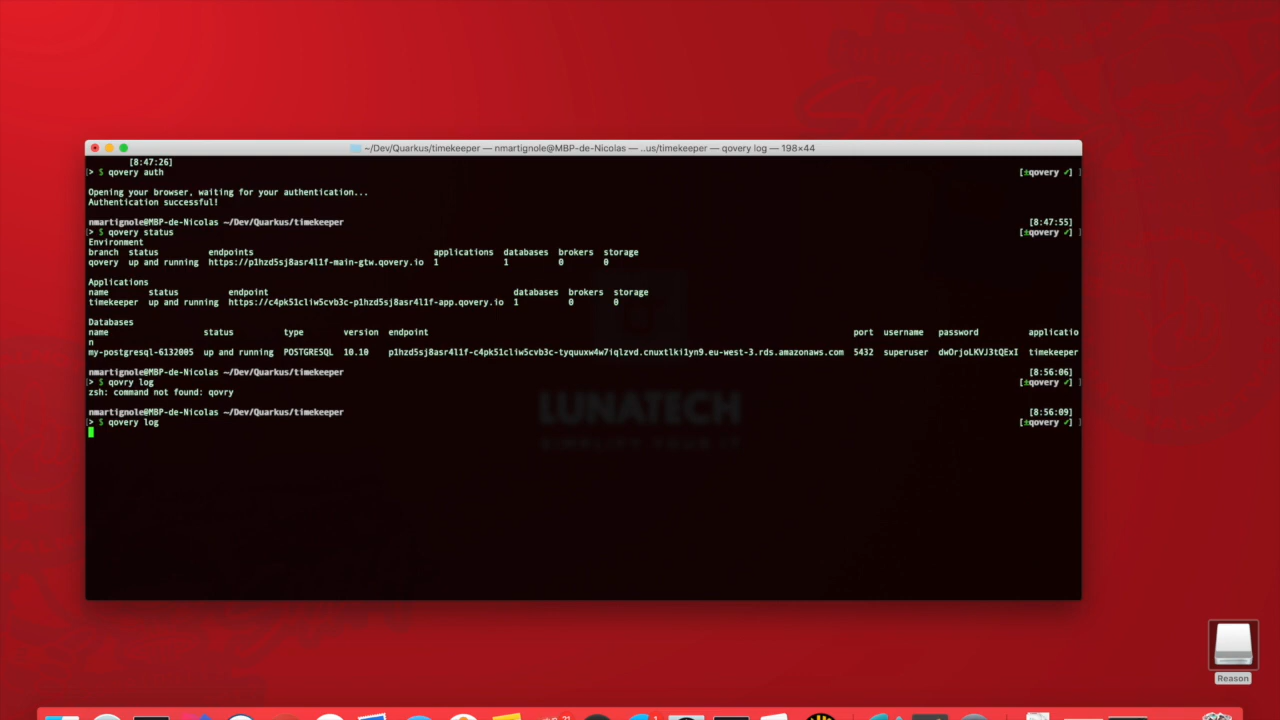 ~/Dev/Quarkus/timekeeper — nmartignole@MBP-de-Nicolas — ..us/timekeeper — qovery log — 198×44
[8:47:26]
[> $ qovery auth [±qovery ✓] ]
Opening your browser, waiting for your authentication...
Authentication successful!
nmartignole@MBP-de-Nicolas ~/Dev/Quarkus/timekeeper [8:47:55]
[> $ qovery status [±qovery ✓] ]
Environment
branch status endpoints applications databases brokers storage
qovery up and running https://p1hzd5sj8asr4l1f-main-gtw.qovery.io 1 1 0 0
Applications
name status endpoint databases brokers storage
timekeeper up and running https://c4pk51cliw5cvb3c-p1hzd5sj8asr4l1f-app.qovery.io 1 0 0
Databases
name status type version endpoint port username password applicatio
n
my-postgresql-6132005 up and running POSTGRESQL 10.10 p1hzd5sj8asr4l1f-c4pk51cliw5cvb3c-tyquuxw4w7iqlzvd.cnuxtlki1yn9.eu-west-3.rds.amazonaws.com 5432 superuser dwOrjoLKVJ3tQExI timekeeper
nmartignole@MBP-de-Nicolas ~/Dev/Quarkus/timekeeper [8:56:06]
[> $ qovry log [±qovery ✓] ]
zsh: command not found: qovry
nmartignole@MBP-de-Nicolas ~/Dev/Quarkus/timekeeper [8:56:09]
[> $ qovery log [±qovery ✓] ]
LUNATECH
SIMPLIFY YOUR IT
Reason